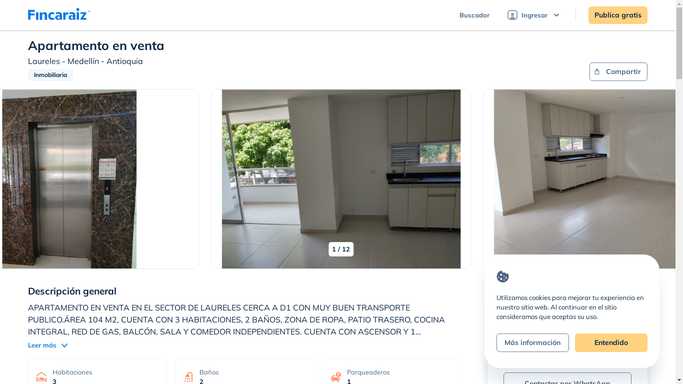 Fincaraiz
Buscador
Ingresar
Publica gratis
Apartamento en venta
Laureles - Medellín - Antioquia
Inmobiliaria
Compartir
1 / 12
Descripción general
APARTAMENTO EN VENTA EN EL SECTOR DE LAURELES CERCA A D1 CON MUY BUEN TRANSPORTE
PUBLICO.ÁREA 104 M2, CUENTA CON 3 HABITACIONES, 2 BAÑOS, ZONA DE ROPA, PATIO TRASERO, COCINA
INTEGRAL, RED DE GAS, BALCÓN, SALA Y COMEDOR INDEPENDIENTES. CUENTA CON ASCENSOR Y 1...
Leer más
Habitaciones
3
Baños
2
Parqueaderos
1
Utilizamos cookies para mejorar tu experiencia en
nuestro sitio web. Al continuar en el sitio
consideramos que aceptas su uso.
Más información
Entendido
Contactar por WhatsApp